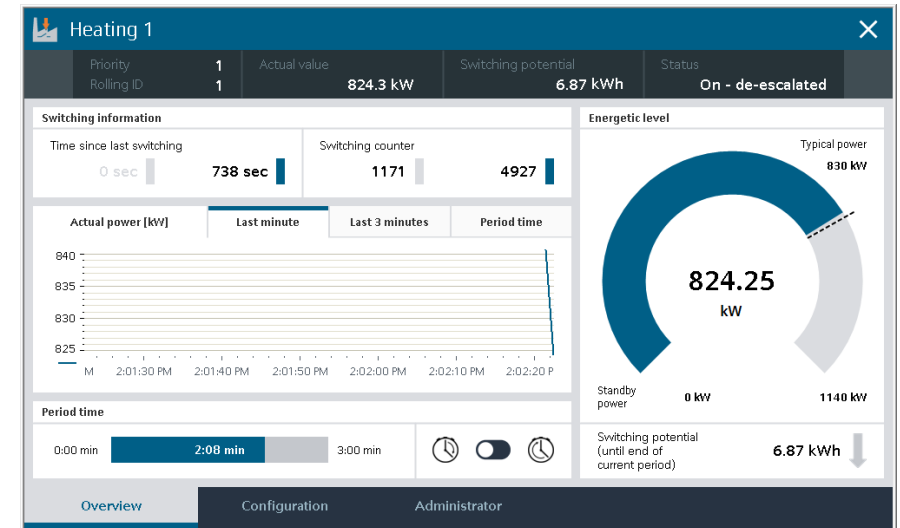 Heating 1
Priority 1
Rolling ID 1
Actual value
824.3 kW
Switching potential
6.87 kWh
Status
On - de-escalated
Switching information
Time since last switching
0 sec
738 sec
Switching counter
1171
4927
Actual power [kW]
Last minute
Last 3 minutes
Period time
840
835
830
825
M 2:01:30 PM 2:01:40 PM 2:01:50 PM 2:02:00 PM 2:02:10 PM 2:02:20 P
Period time
0:00 min
2:08 min
3:00 min
Energetic level
Typical power
830 kW
824.25
kW
Standby
power
0 kW
1140 kW
Switching potential
(until end of
current period)
6.87 kWh
Overview
Configuration
Administrator